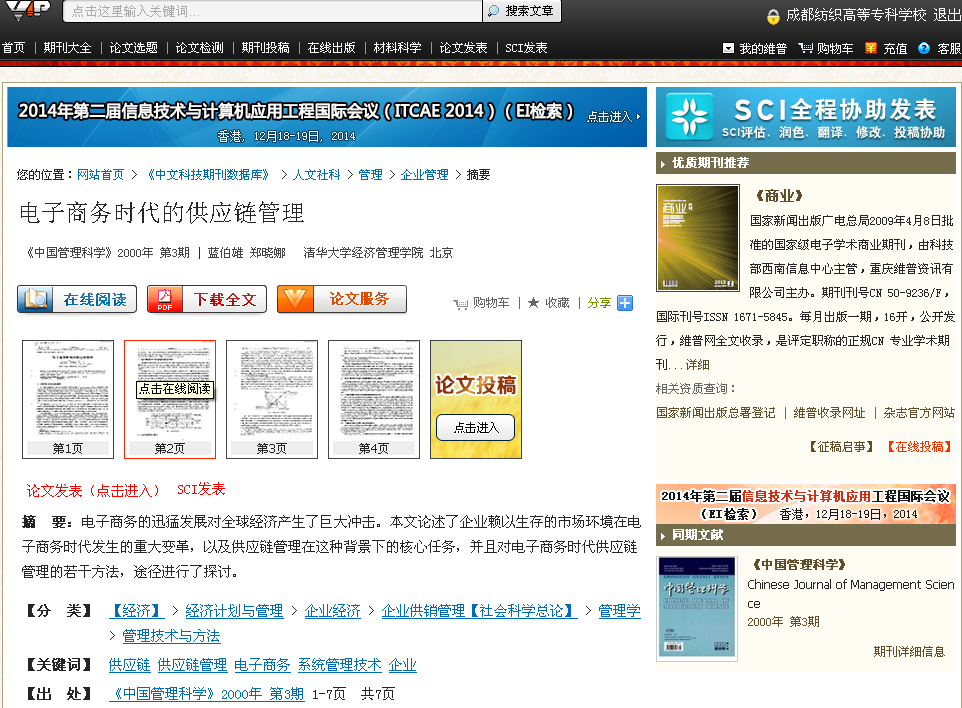 点击这里输入关键词...
搜索文章
成都纺织高等专科学校 退出
首页 | 期刊大全 | 论文选题 | 论文检测 | 期刊投稿 | 在线出版 | 材料科学 | 论文发表 | SCI发表
我的维普 购物车 充值 客服
2014年第二届信息技术与计算机应用工程国际会议（ITCAE 2014）（EI检索）
点击进入
香港，12月18-19日，2014
SCI全程协助发表
SCI评估、润色、翻译、修改、投稿协助
您的位置：网站首页 > 《中文科技期刊数据库》 > 人文社科 > 管理 > 企业管理 > 摘要
电子商务时代的供应链管理
《中国管理科学》2000年 第3期 | 蓝伯雄 郑晓娜 清华大学经济管理学院 北京
在线阅读
PDF
下载全文
论文服务
购物车 | 收藏 | 分享
点击在线阅读
第1页
第2页
第3页
第4页
论文投稿
点击进入
论文发表（点击进入） SCI发表
摘 要：电子商务的迅猛发展对全球经济产生了巨大冲击。本文论述了企业赖以生存的市场环境在电
子商务时代发生的重大变革，以及供应链管理在这种背景下的核心任务，并且对电子商务时代供应链
管理的若干方法，途径进行了探讨。
【分 类】 【经济】 > 经济计划与管理 > 企业经济 > 企业供销管理【社会科学总论】 > 管理学
> 管理技术与方法
【关键词】 供应链 供应链管理 电子商务 系统管理技术 企业
【出 处】 《中国管理科学》2000年 第3期 1-7页 共7页
优质期刊推荐
商业
《商业》
国家新闻出版广电总局2009年4月8日批
准的国家级电子学术商业期刊，由科技
部西南信息中心主管，重庆维普资讯有
限公司主办。期刊刊号CN 50-9236/F，
国际刊号ISSN 1671-5845。每月出版一期，16开，公开发
行，维普网全文收录，是评定职称的正规CN 专业学术期
刊...详细
相关资质查询：
国家新闻出版总署登记 | 维普收录网址 | 杂志官方网站
【征稿启事】 【在线投稿】
2014年第二届信息技术与计算机应用工程国际会议
（EI检索） 香港，12月18-19日，2014
同期文献
中国管理科学
《中国管理科学》
Chinese Journal of Management Scien
ce
2000年 第3期
期刊详细信息